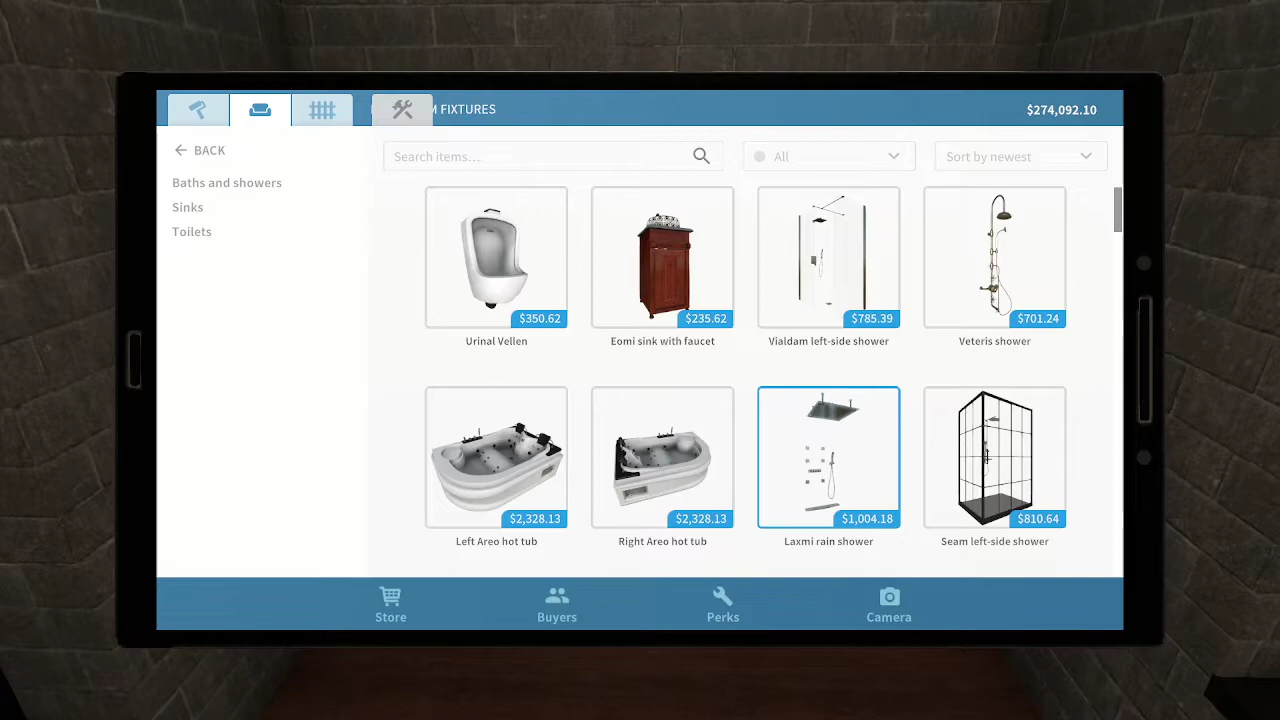 M FIXTURES
$274,092.10
BACK
Search items...
All
Sort by newest
Baths and showers
Sinks
Toilets
$350.62
$235.62
$785.39
$701.24
Urinal Vellen
Eomi sink with faucet
Vialdam left-side shower
Veteris shower
$2,328.13
$2,328.13
$1,004.18
$810.64
Left Areo hot tub
Right Areo hot tub
Laxmi rain shower
Seam left-side shower
Store
Buyers
Perks
Camera